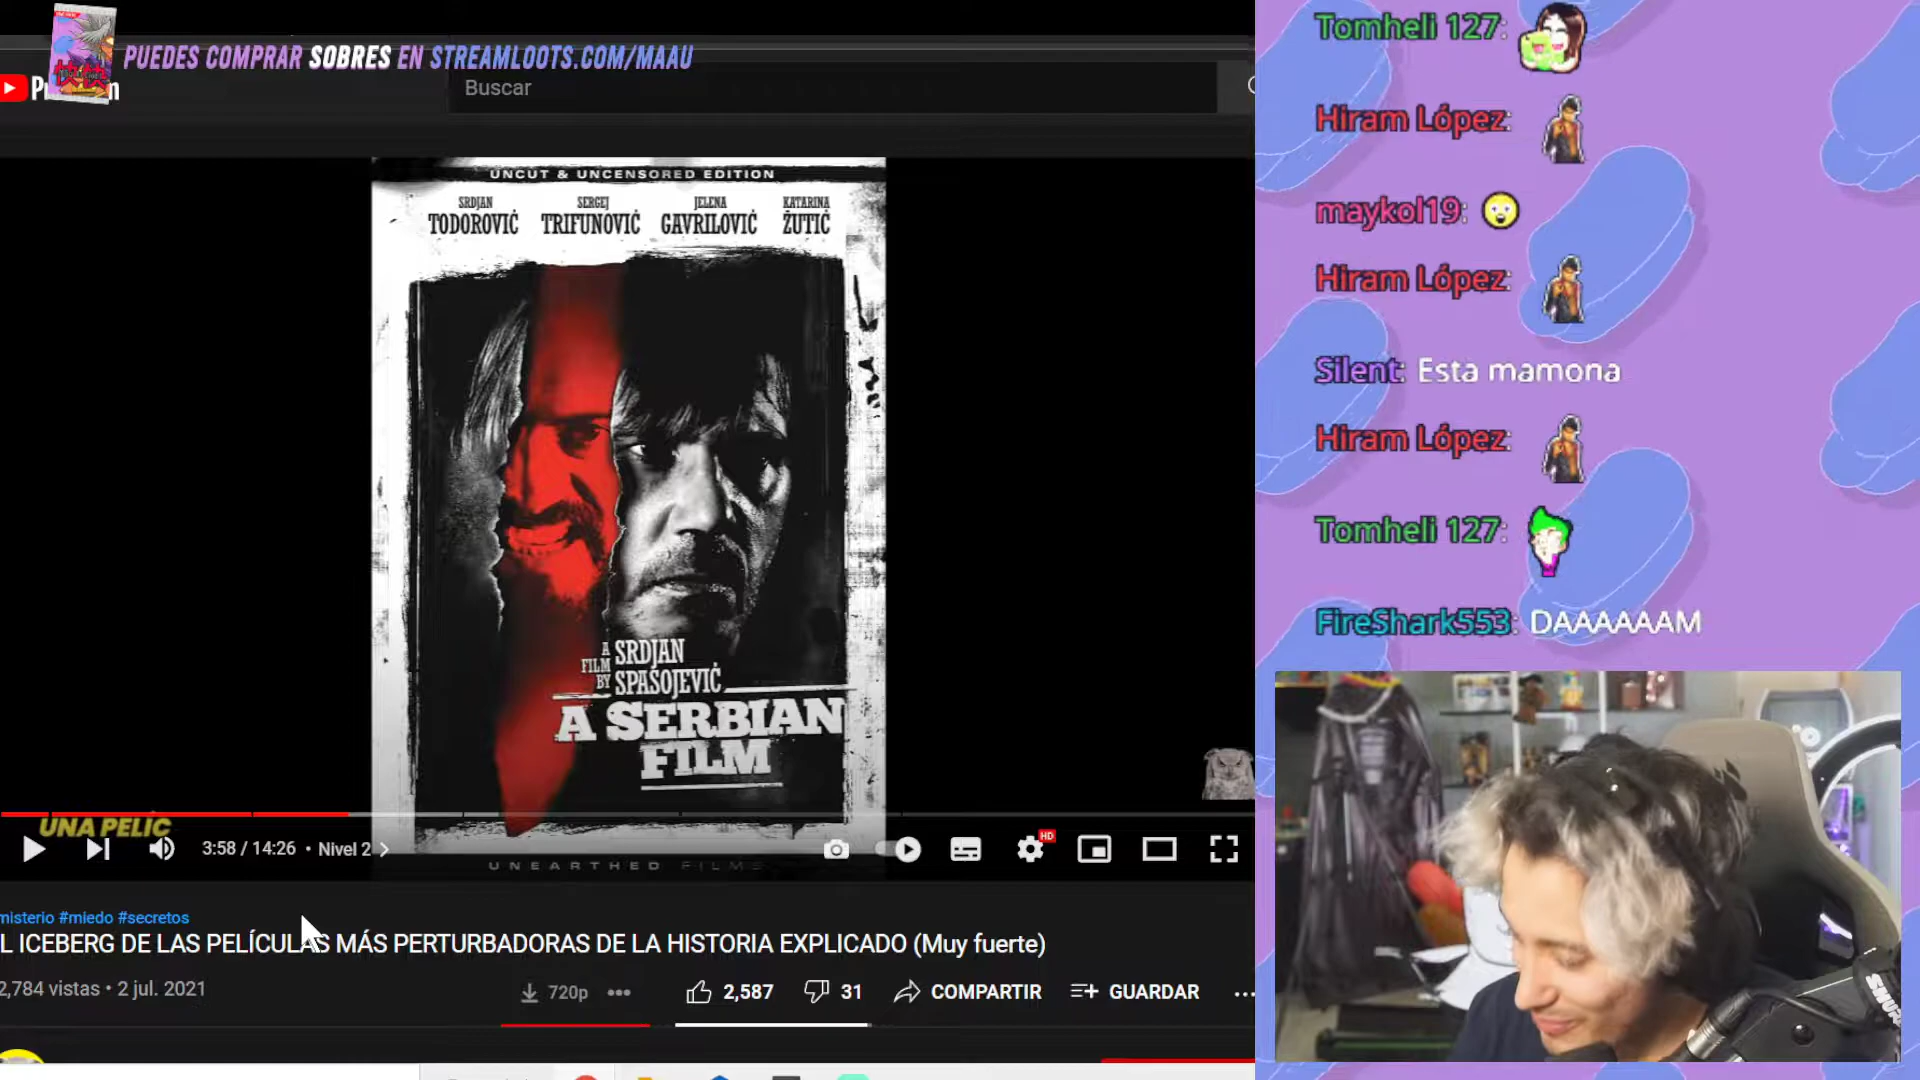 PUEDES COMPRAR SOBRES EN STREAMLOOTS.COM/MAAU
Buscar
UNCUT & UNCENSORED EDITION
SRDJAN TODOROVIĆ
SERGEJ TRIFUNOVIĆ
JELENA GAVRILOVIĆ
KATARINA ŽUTIĆ
A FILM BY
SRDJAN
SPASOJEVIĆ
A SERBIAN
FILM
UNEARTHED FILMS
UNA PELIC
3:58 / 14:26 • Nivel 2
HD
misterio #miedo #secretos
L ICEBERG DE LAS PELÍCULAS MÁS PERTURBADORAS DE LA HISTORIA EXPLICADO (Muy fuerte)
2,784 vistas • 2 jul. 2021
720p
2,587
31
COMPARTIR
GUARDAR
Tomheli 127:
Hiram López:
maykol19:
Hiram López:
Silent: Esta mamona
Hiram López:
Tomheli 127:
FireShark553: DAAAAAAM
SHURE